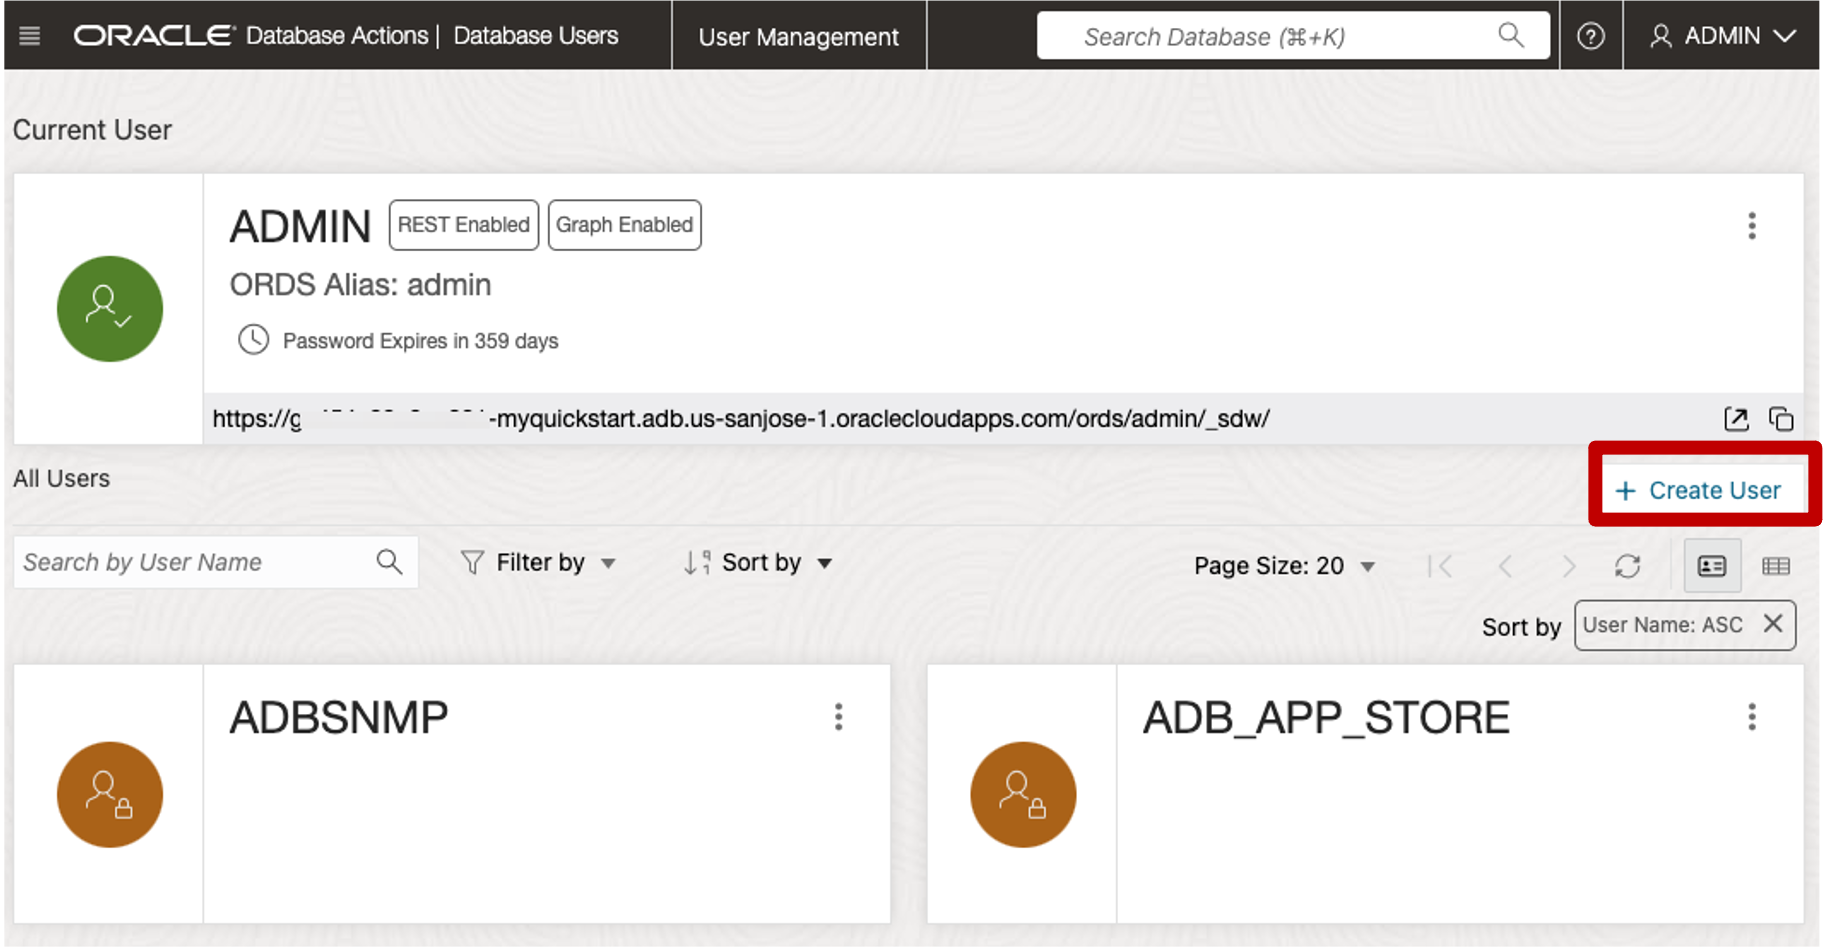 ORACLE Database Actions | Database Users
User Management
Search Database (⌘+K)
ADMIN
Current User
ADMIN
REST Enabled
Graph Enabled
ORDS Alias: admin
Password Expires in 359 days
https://g
-myquickstart.adb.us-sanjose-1.oraclecloudapps.com/ords/admin/_sdw/
All Users
+ Create User
Search by User Name
Filter by
Sort by
Page Size: 20
Sort by
User Name: ASC
ADBSNMP
ADB_APP_STORE